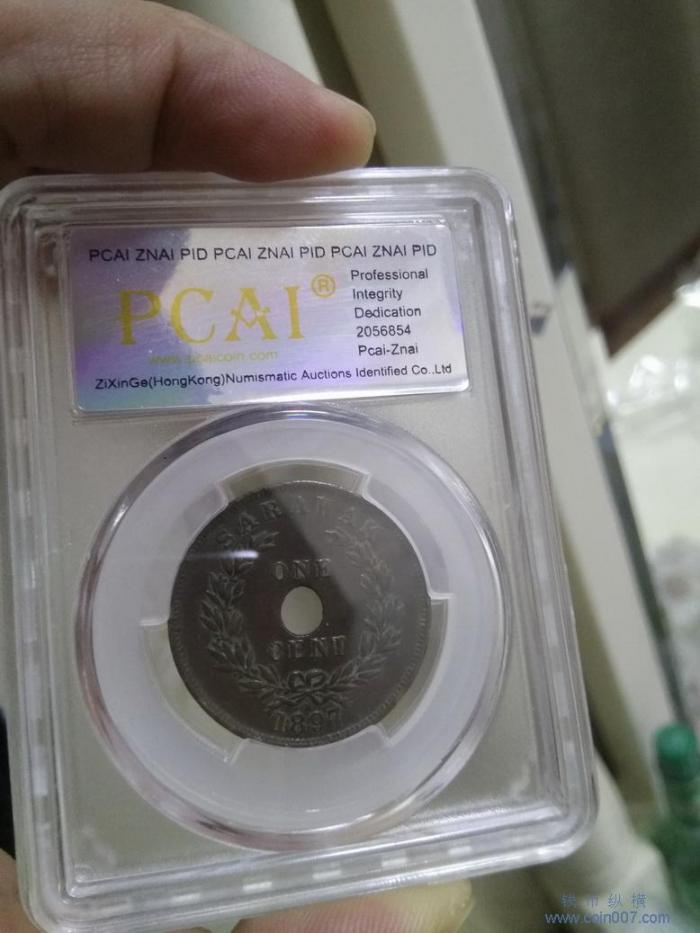 PCAI ZNAI PID PCAI ZNAI PID PCAI ZNAI PID
PCAI®
Professional
Integrity
Dedication
2056854
Pcai-Znai
www.pcaicoin.com
ZiXinGe(HongKong)Numismatic Auctions Identified Co.,Ltd
SARAWAK
ONE
CENT
1897
钱币纵横
www.coin007.com